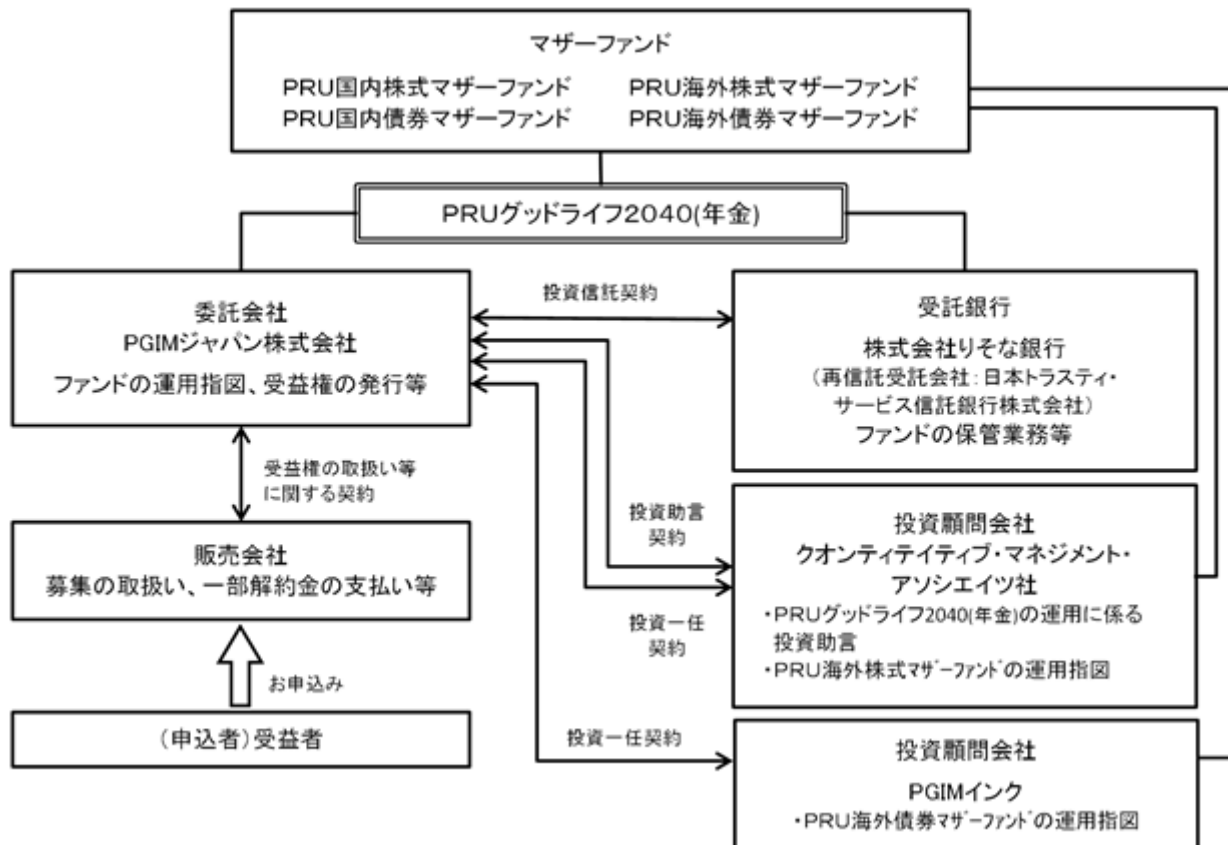 マザーファンド
PRU国内株式マザーファンド PRU海外株式マザーファンド
PRU国内債券マザーファンド PRU海外債券マザーファンド
PRUグッドライフ2040(年金)
委託会社
PGIMジャパン株式会社
ファンドの運用指図、受益権の発行等
投資信託契約
受託銀行
株式会社りそな銀行
(再信託受託会社:日本トラスティ・
サービス信託銀行株式会社)
ファンドの保管業務等
受益権の取扱い等
に関する契約
販売会社
募集の取扱い、一部解約金の支払い等
お申込み
(申込者)受益者
投資助言
契約
投資一任
契約
投資顧問会社
クオンティテイティブ・マネジメント・
アソシエイツ社
・PRUグッドライフ2040(年金)の運用に係る
投資助言
・PRU海外株式マザーファンドの運用指図
投資一任契約
投資顧問会社
PGIMインク
・PRU海外債券マザーファンドの運用指図